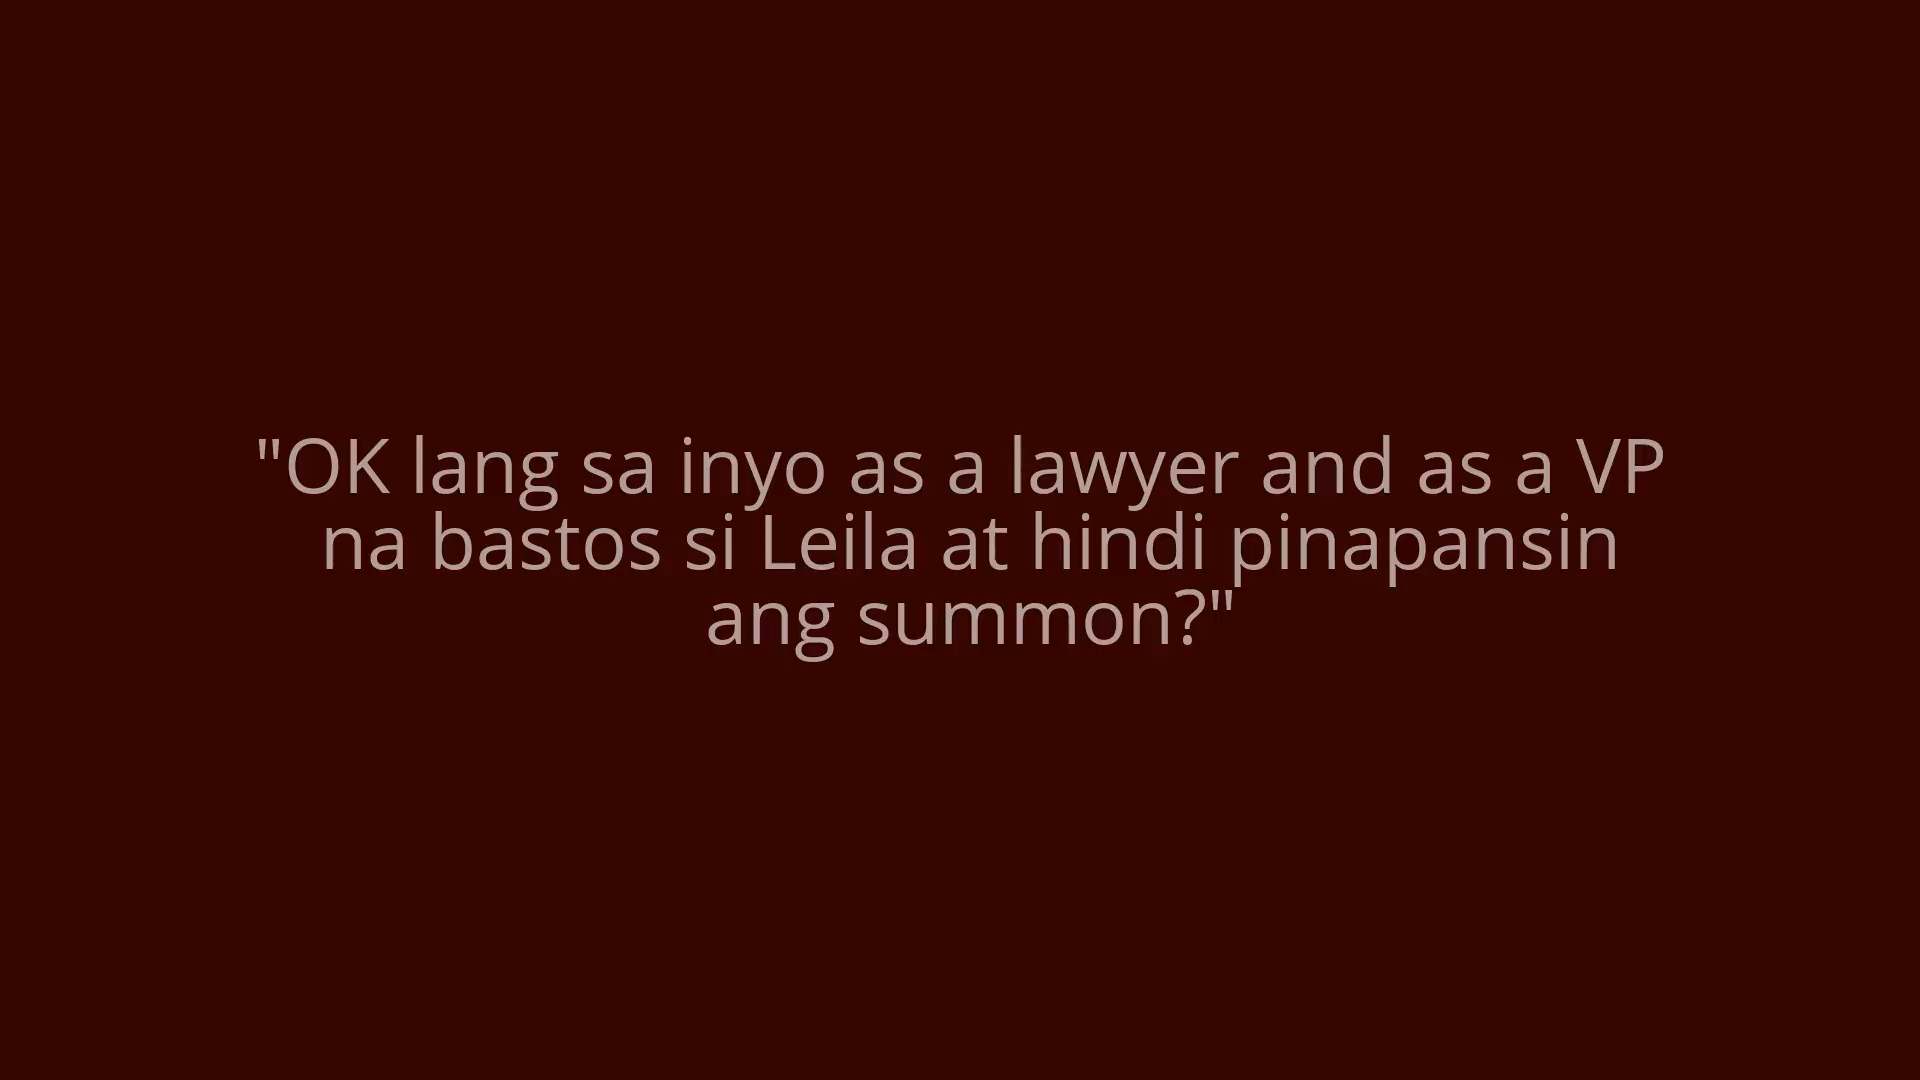 "OK lang sa inyo as a lawyer and as a VP
na bastos si Leila at hindi pinapansin
ang summon?"